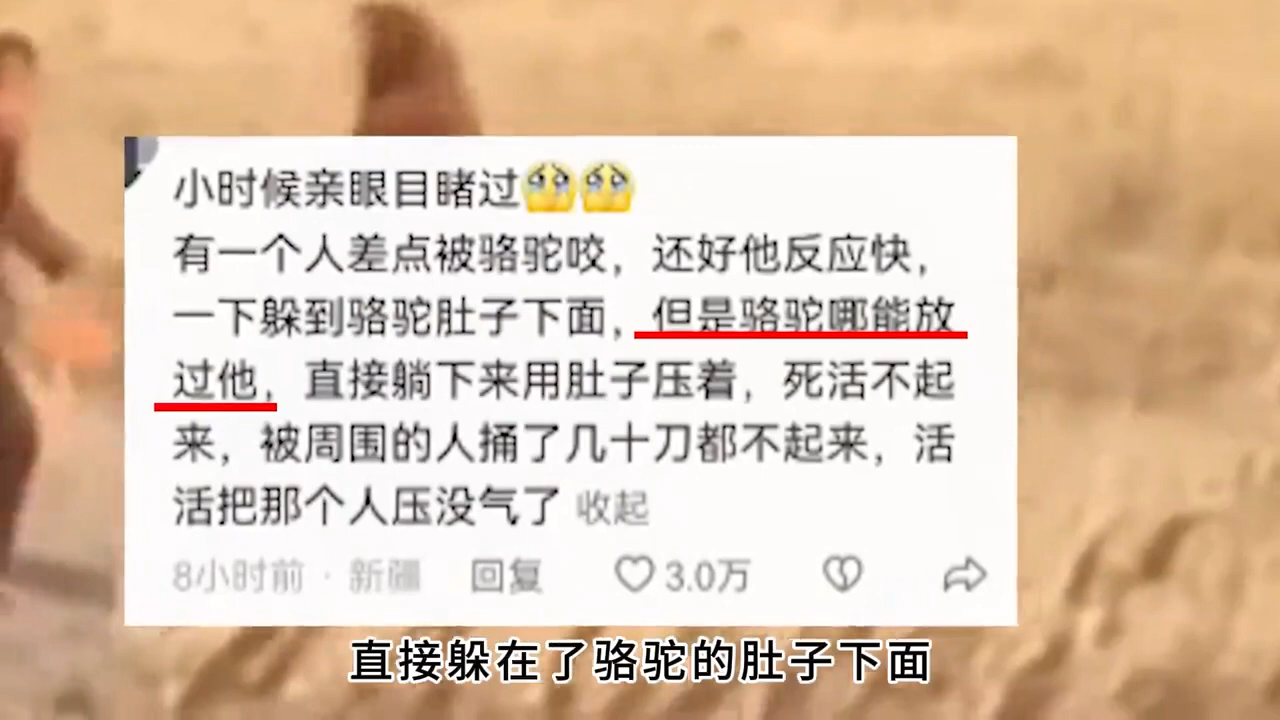 小时候亲眼目睹过
有一个人差点被骆驼咬，还好他反应快，
一下躲到骆驼肚子下面，但是骆驼哪能放
过他，直接躺下来用肚子压着，死活不起
来，被周围的人捅了几十刀都不起来，活
活把那个人压没气了 收起
8小时前 · 新疆 回复 3.0万
直接躲在了骆驼的肚子下面